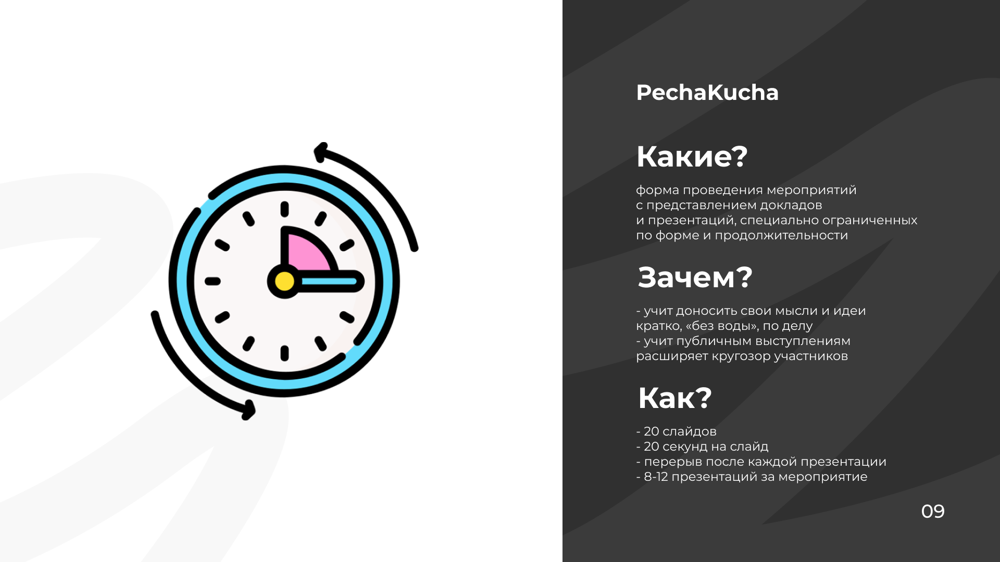 PechaKucha
Какие?
форма проведения мероприятий
с представлением докладов
и презентаций, специально ограниченных
по форме и продолжительности
Зачем?
- учит доносить свои мысли и идеи
кратко, «без воды», по делу
- учит публичным выступлениям
расширяет кругозор участников
Как?
- 20 слайдов
- 20 секунд на слайд
- перерыв после каждой презентации
- 8-12 презентаций за мероприятие
09